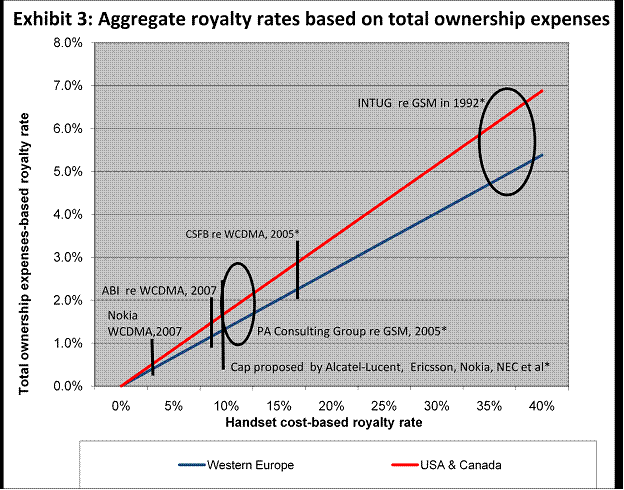 Exhibit 3: Aggregate royalty rates based on total ownership expenses
8.0%
7.0%
6.0%
5.0%
4.0%
3.0%
2.0%
1.0%
0.0%
Total ownership expenses-based royalty rate
INTUG re GSM in 1992*
CSFB re WCDMA, 2005*
ABI re WCDMA, 2007
Nokia
WCDMA,2007
PA Consulting Group re GSM, 2005*
Cap proposed by Alcatel-Lucent, Ericsson, Nokia, NEC et al*
0% 5% 10% 15% 20% 25% 30% 35% 40%
Handset cost-based royalty rate
Western Europe
USA & Canada